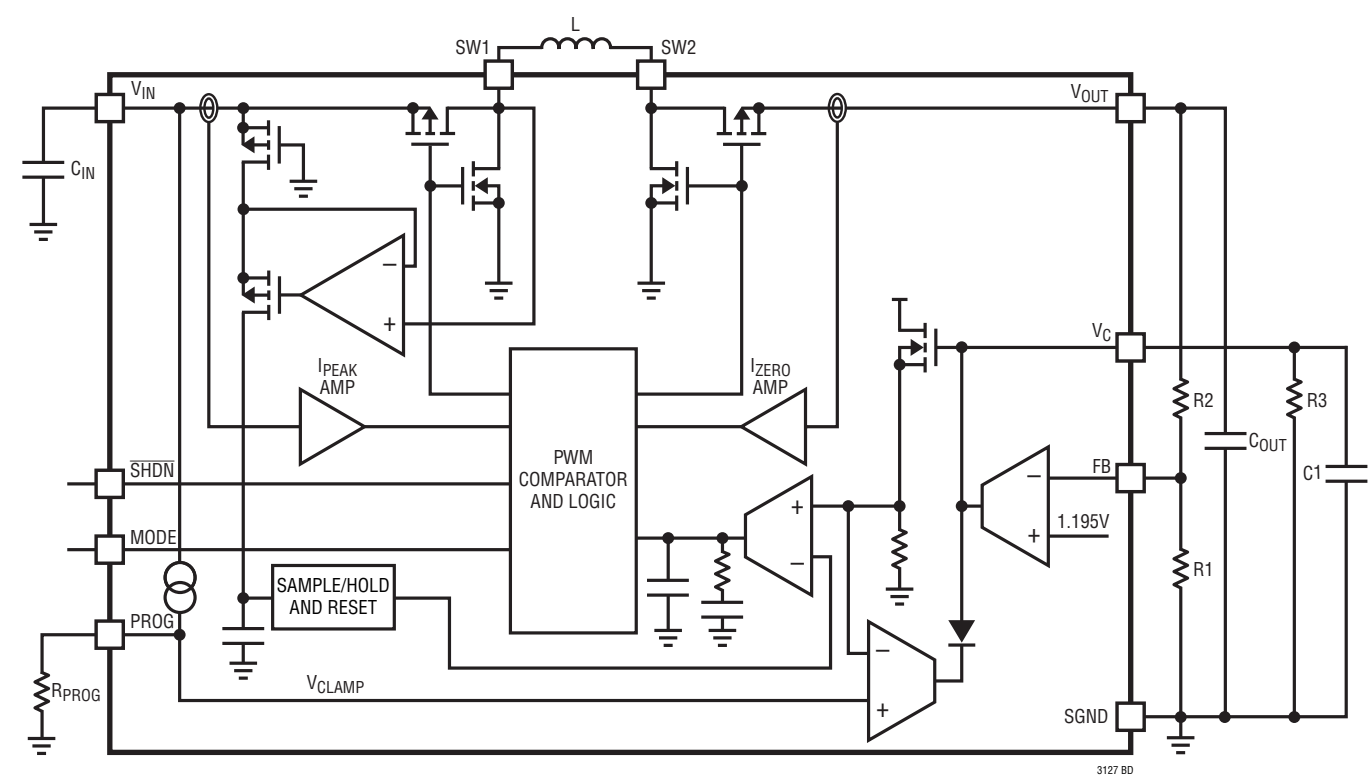 L
SW1
SW2
VIN
VOUT
CIN
–
+
VC
IPEAK
AMP
IZERO
AMP
R2
R3
COUT
C1
SHDN
PWM
COMPARATOR
AND LOGIC
FB
–
+
1.195V
+
–
MODE
R1
SAMPLE/HOLD
AND RESET
PROG
RPROG
VCLAMP
–
+
SGND
3127 BD